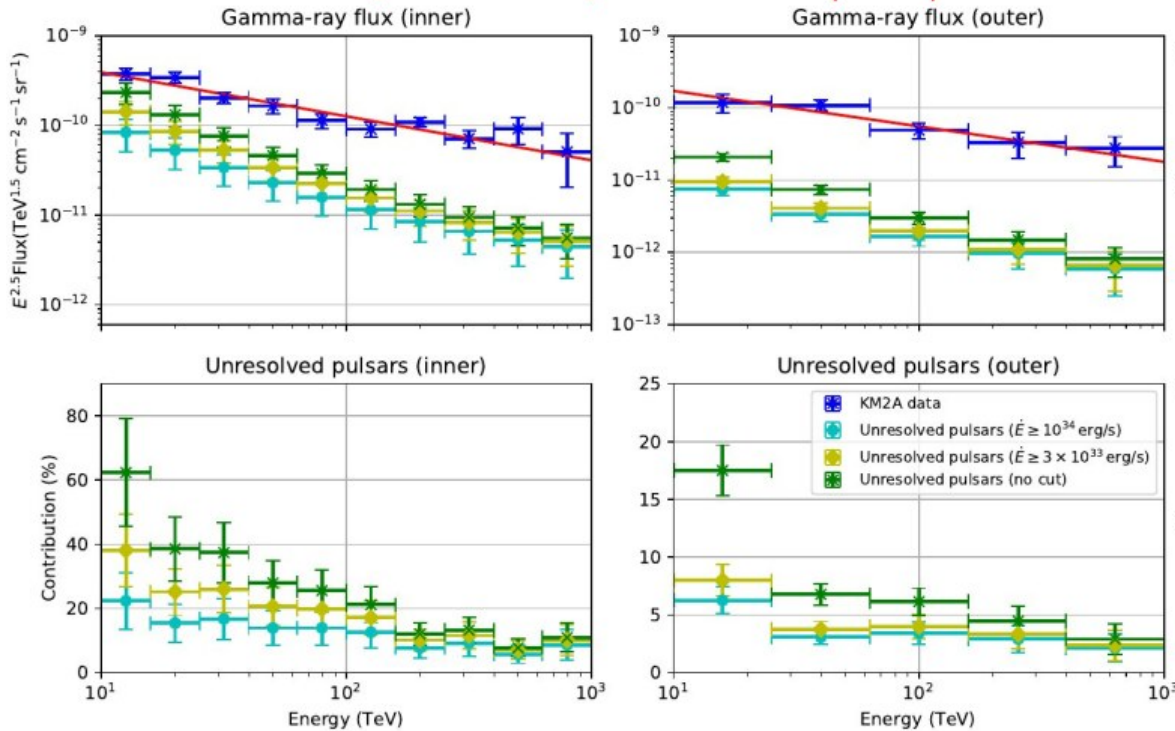 Gamma-ray flux (inner)
Gamma-ray flux (outer)
E^{2.5}Flux(TeV^{1.5} cm^{-2} s^{-1} sr^{-1})
10^{-9}
10^{-10}
10^{-11}
10^{-12}
10^{-9}
10^{-10}
10^{-11}
10^{-12}
10^{-13}
Unresolved pulsars (inner)
Unresolved pulsars (outer)
Contribution (%)
80
60
40
20
0
25
20
15
10
5
0
KM2A data
Unresolved pulsars (Ė ≥ 10^{34} erg/s)
Unresolved pulsars (Ė ≥ 3 × 10^{33} erg/s)
Unresolved pulsars (no cut)
10^1
10^2
10^3
10^1
10^2
10^3
Energy (TeV)
Energy (TeV)